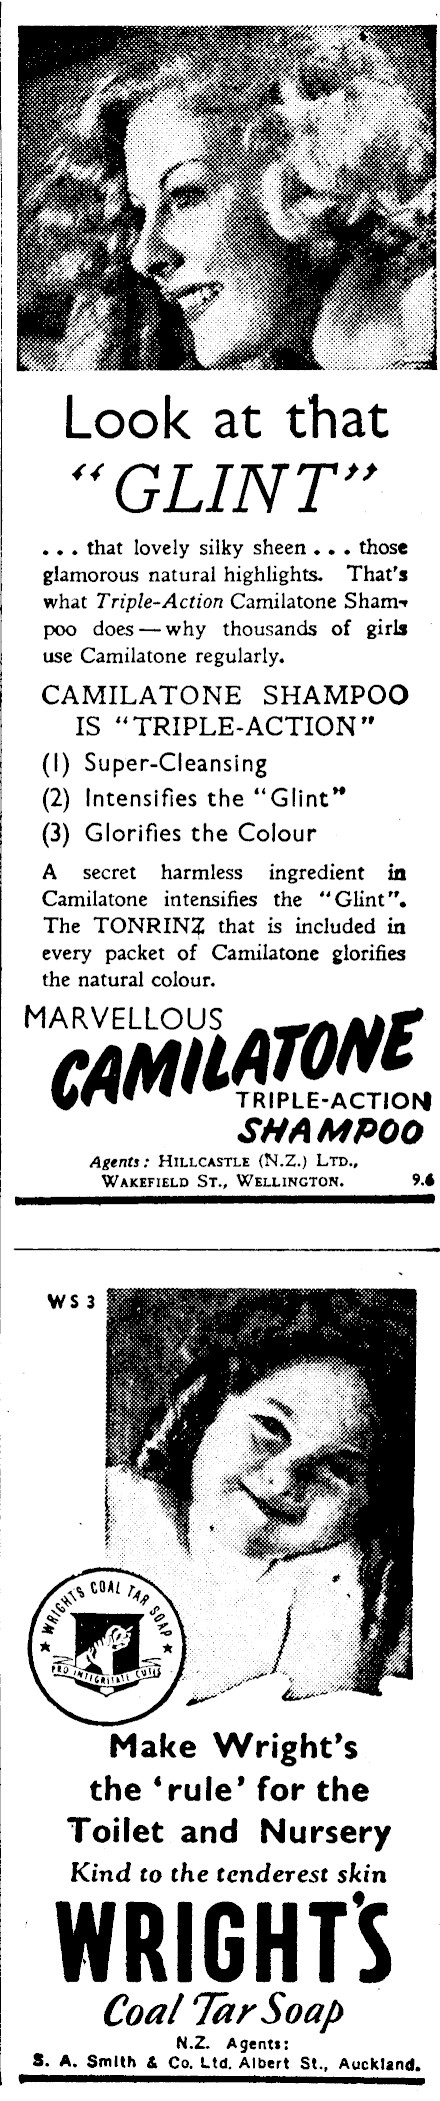 Look at that
"GLINT"
... that lovely silky sheen ... those
glamorous natural highlights. That's
what Triple-Action Camilatone Sham-
poo does — why thousands of girls
use Camilatone regularly.
CAMILATONE SHAMPOO
IS "TRIPLE-ACTION"
(1) Super-Cleansing
(2) Intensifies the "Glint"
(3) Glorifies the Colour
A secret harmless ingredient in
Camilatone intensifies the "Glint".
The TONRINZ that is included in
every packet of Camilatone glorifies
the natural colour.
MARVELLOUS
CAMILATONE
TRIPLE-ACTION
SHAMPOO
Agents: HILLCASTLE (N.Z.) LTD.,
WAKEFIELD ST., WELLINGTON. 9.6
WS 3
WRIGHT'S COAL TAR SOAP
PRO INTEGRITATE CUTIS
Make Wright's
the 'rule' for the
Toilet and Nursery
Kind to the tenderest skin
WRIGHT'S
Coal Tar Soap
N.Z. Agents:
S. A. Smith & Co. Ltd. Albert St., Auckland.